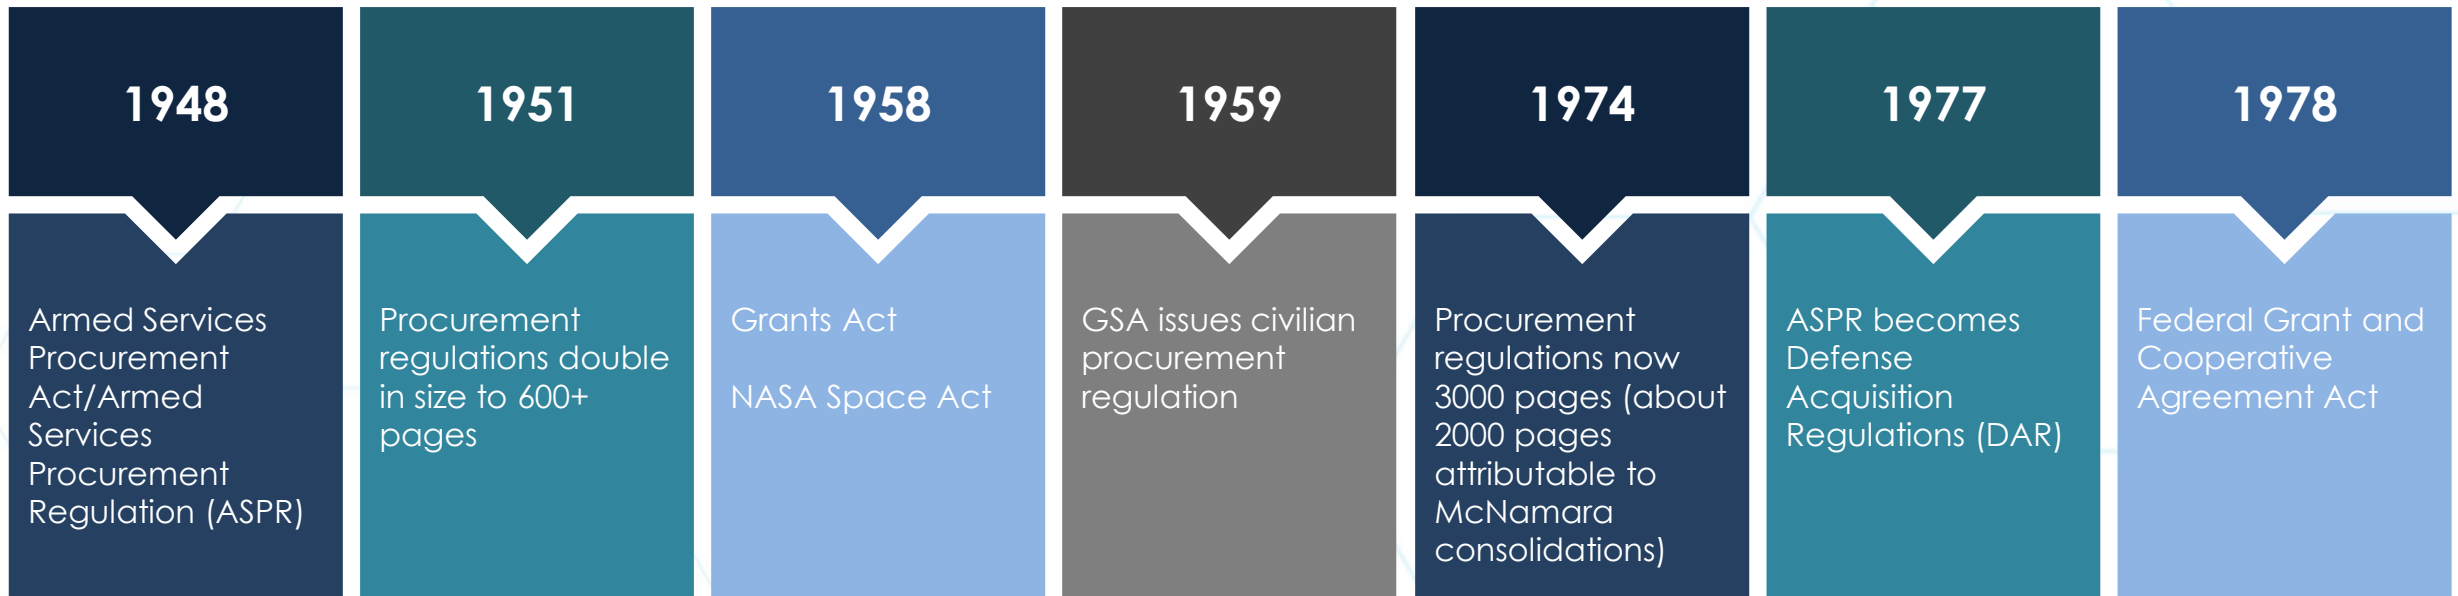 1948
Armed Services
Procurement
Act/Armed
Services
Procurement
Regulation (ASPR)
1951
Procurement
regulations double
in size to 600+
pages
1958
Grants Act
NASA Space Act
1959
GSA issues civilian
procurement
regulation
1974
Procurement
regulations now
3000 pages (about
2000 pages
attributable to
McNamara
consolidations)
1977
ASPR becomes
Defense
Acquisition
Regulations (DAR)
1978
Federal Grant and
Cooperative
Agreement Act